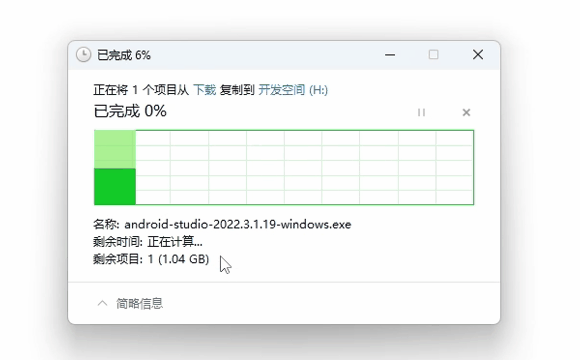 已完成 6%
正在将 1 个项目从 下载 复制到 开发空间 (H:)
已完成 0%
名称: android-studio-2022.3.1.19-windows.exe
剩余时间: 正在计算...
剩余项目: 1 (1.04 GB)
简略信息